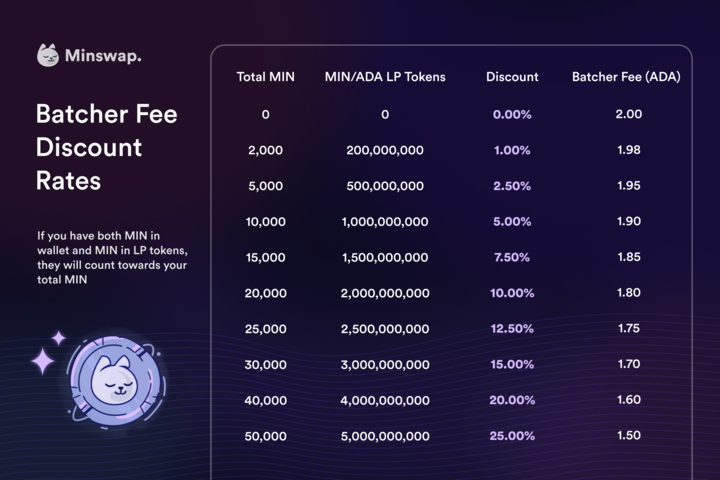 Minswap.
Batcher Fee
Discount
Rates
If you have both MIN in
wallet and MIN in LP tokens,
they will count towards your
total MIN
Total MIN MIN/ADA LP Tokens Discount Batcher Fee (ADA)
0 0 0.00% 2.00
2,000 200,000,000 1.00% 1.98
5,000 500,000,000 2.50% 1.95
10,000 1,000,000,000 5.00% 1.90
15,000 1,500,000,000 7.50% 1.85
20,000 2,000,000,000 10.00% 1.80
25,000 2,500,000,000 12.50% 1.75
30,000 3,000,000,000 15.00% 1.70
40,000 4,000,000,000 20.00% 1.60
50,000 5,000,000,000 25.00% 1.50